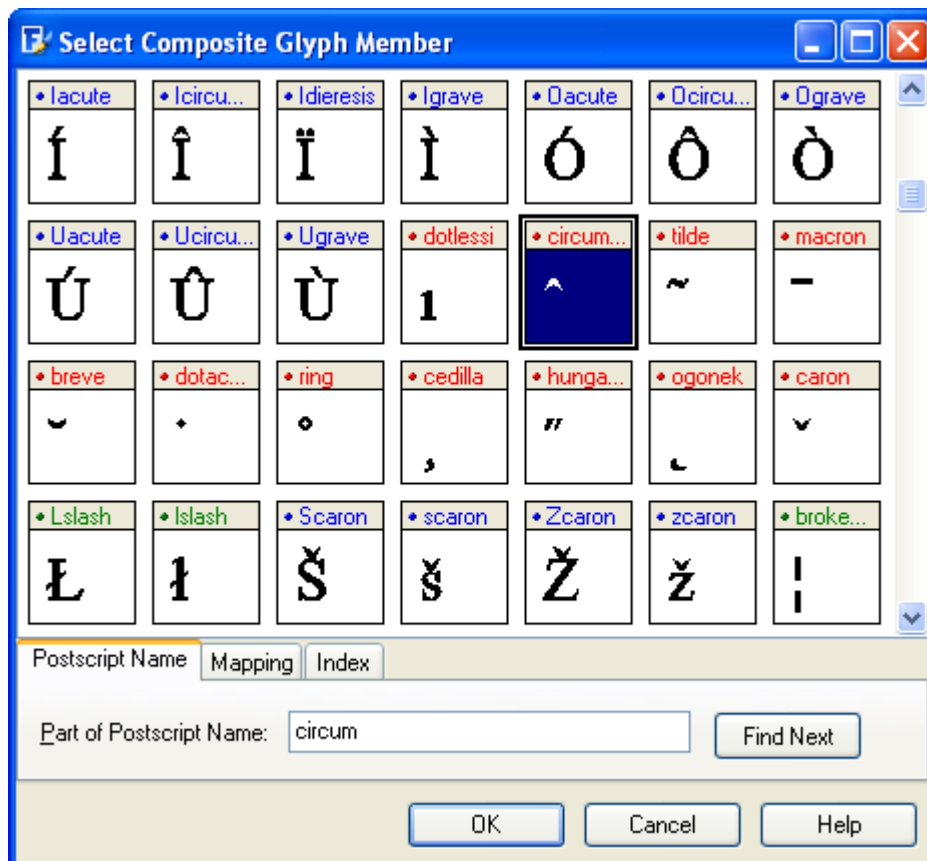 Select Composite Glyph Member
Iacute Icircu... Idieresis Igrave Oacute Ocircu... Ograve
Í Î Ï Ì Ó Ô Ò
Uacute Ucircu... Ugrave dotlessi circum... tilde macron
Ú Û Ù ı ˆ ˜ ¯
breve dotac... ring cedilla hunga... ogonek caron
˘ ˙ ˚ ¸ ˝ ˛ ˇ
Lslash lslash Scaron scaron Zcaron zcaron broke...
Ł ł Š š Ž ž ¦
Postscript Name Mapping Index
Part of Postscript Name: circum Find Next
OK Cancel Help